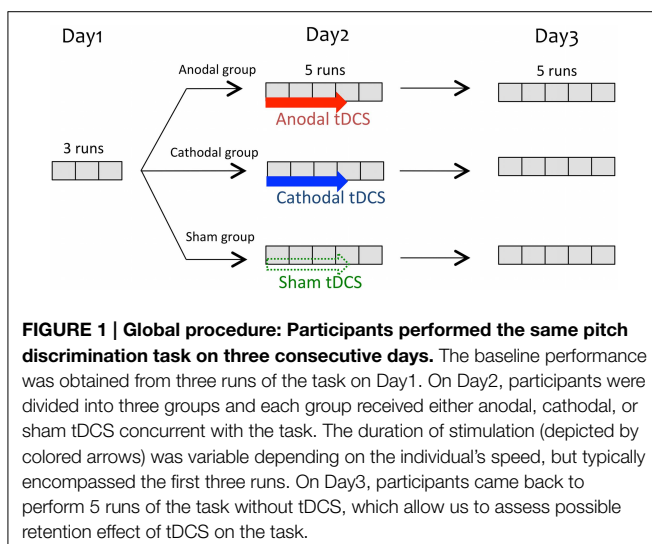 Day1
Day2
Day3
Anodal group
5 runs
5 runs
Anodal tDCS
3 runs
Cathodal group
Cathodal tDCS
Sham group
Sham tDCS
FIGURE 1 | Global procedure: Participants performed the same pitch
discrimination task on three consecutive days. The baseline performance
was obtained from three runs of the task on Day1. On Day2, participants were
divided into three groups and each group received either anodal, cathodal, or
sham tDCS concurrent with the task. The duration of stimulation (depicted by
colored arrows) was variable depending on the individual's speed, but typically
encompassed the first three runs. On Day3, participants came back to
perform 5 runs of the task without tDCS, which allow us to assess possible
retention effect of tDCS on the task.